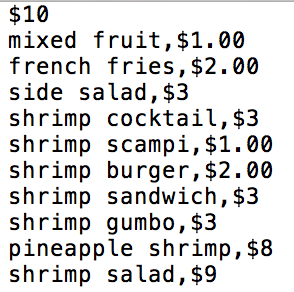 $10
mixed fruit,$1.00
french fries,$2.00
side salad,$3
shrimp cocktail,$3
shrimp scampi,$1.00
shrimp burger,$2.00
shrimp sandwich,$3
shrimp gumbo,$3
pineapple shrimp,$8
shrimp salad,$9